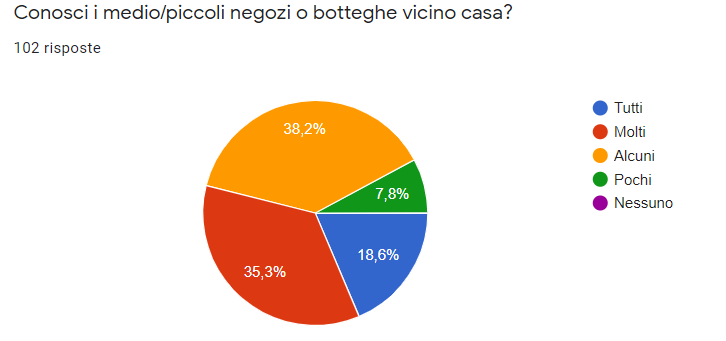 Conosci i medio/piccoli negozi o botteghe vicino casa?
102 risposte
38,2%
7,8%
18,6%
35,3%
Tutti
Molti
Alcuni
Pochi
Nessuno